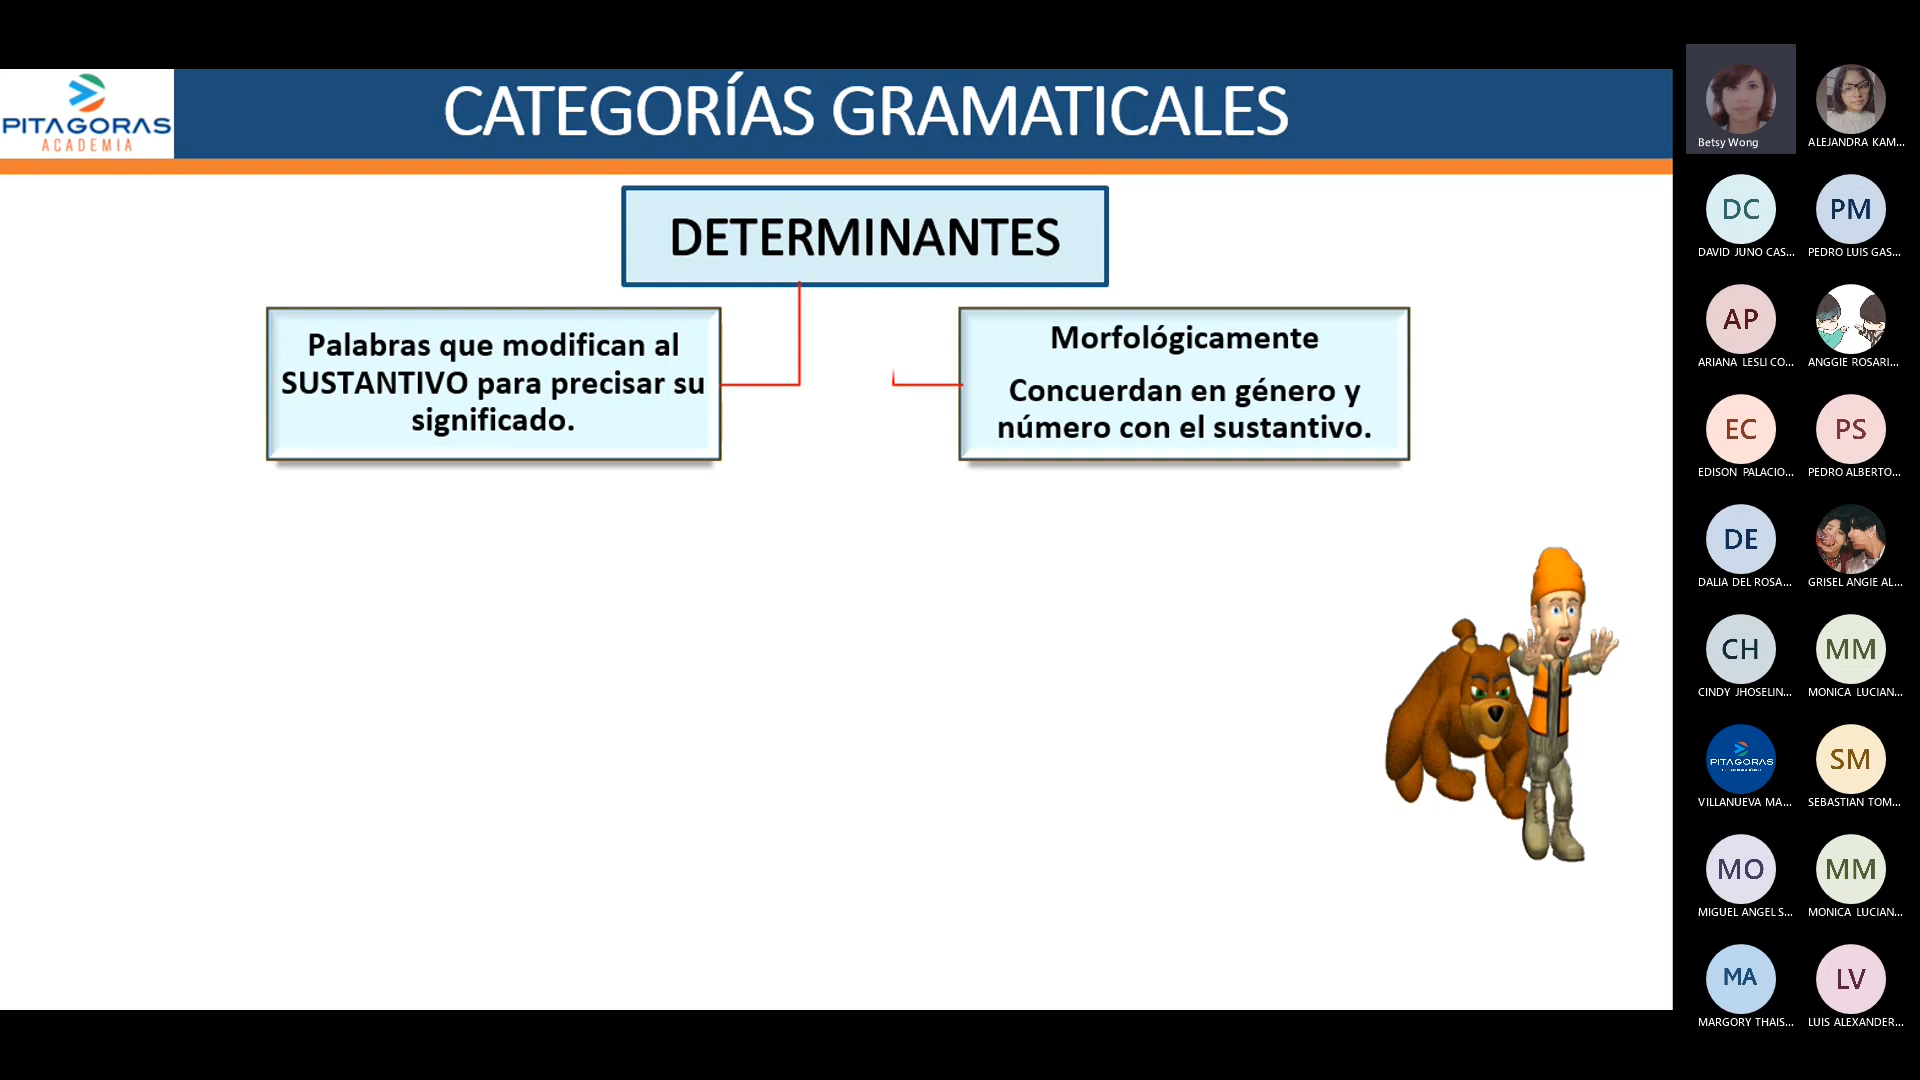 PITAGORAS
ACADEMIA
CATEGORÍAS GRAMATICALES
DETERMINANTES
Palabras que modifican al
SUSTANTIVO para precisar su
significado.
Morfológicamente
Concuerdan en género y
número con el sustantivo.
Betsy Wong
ALEJANDRA KAM...
DC
DAVID JUNO CAS...
PM
PEDRO LUIS GAS...
AP
ARIANA LESLI CO...
ANGGIE ROSARI...
EC
EDISON PALACIO...
PS
PEDRO ALBERTO...
DE
DALIA DEL ROSA...
GRISEL ANGIE AL...
CH
CINDY JHOSELIN...
MM
MONICA LUCIAN...
PITAGORAS
VILLANUEVA MA...
SM
SEBASTIAN TOM...
MO
MIGUEL ANGEL S...
MM
MONICA LUCIAN...
MA
MARGORY THAIS...
LV
LUIS ALEXANDER...